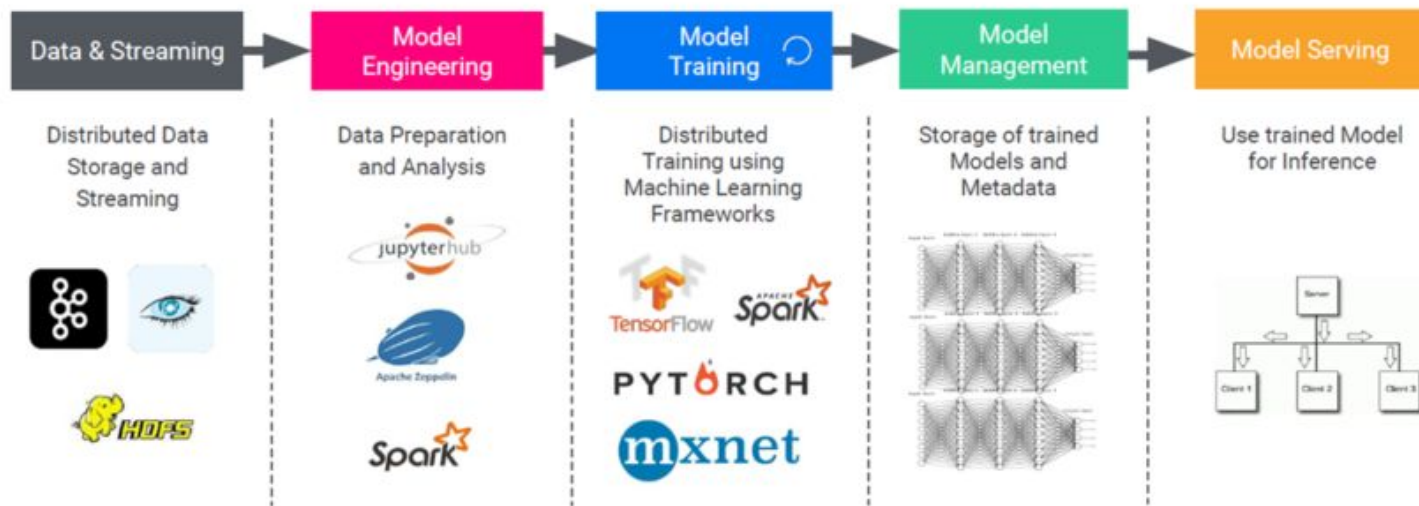 Data & Streaming
Model
Engineering
Model
Training
Model
Management
Model Serving
Distributed Data
Storage and
Streaming
HDFS
Data Preparation
and Analysis
jupyterhub
Apache Zeppelin
Spark
Distributed
Training using
Machine Learning
Frameworks
TensorFlow
APACHE
Spark
PYTORCH
mxnet
Storage of trained
Models and
Metadata
Use trained Model
for Inference
Server
Client 1
Client 2
Client 3